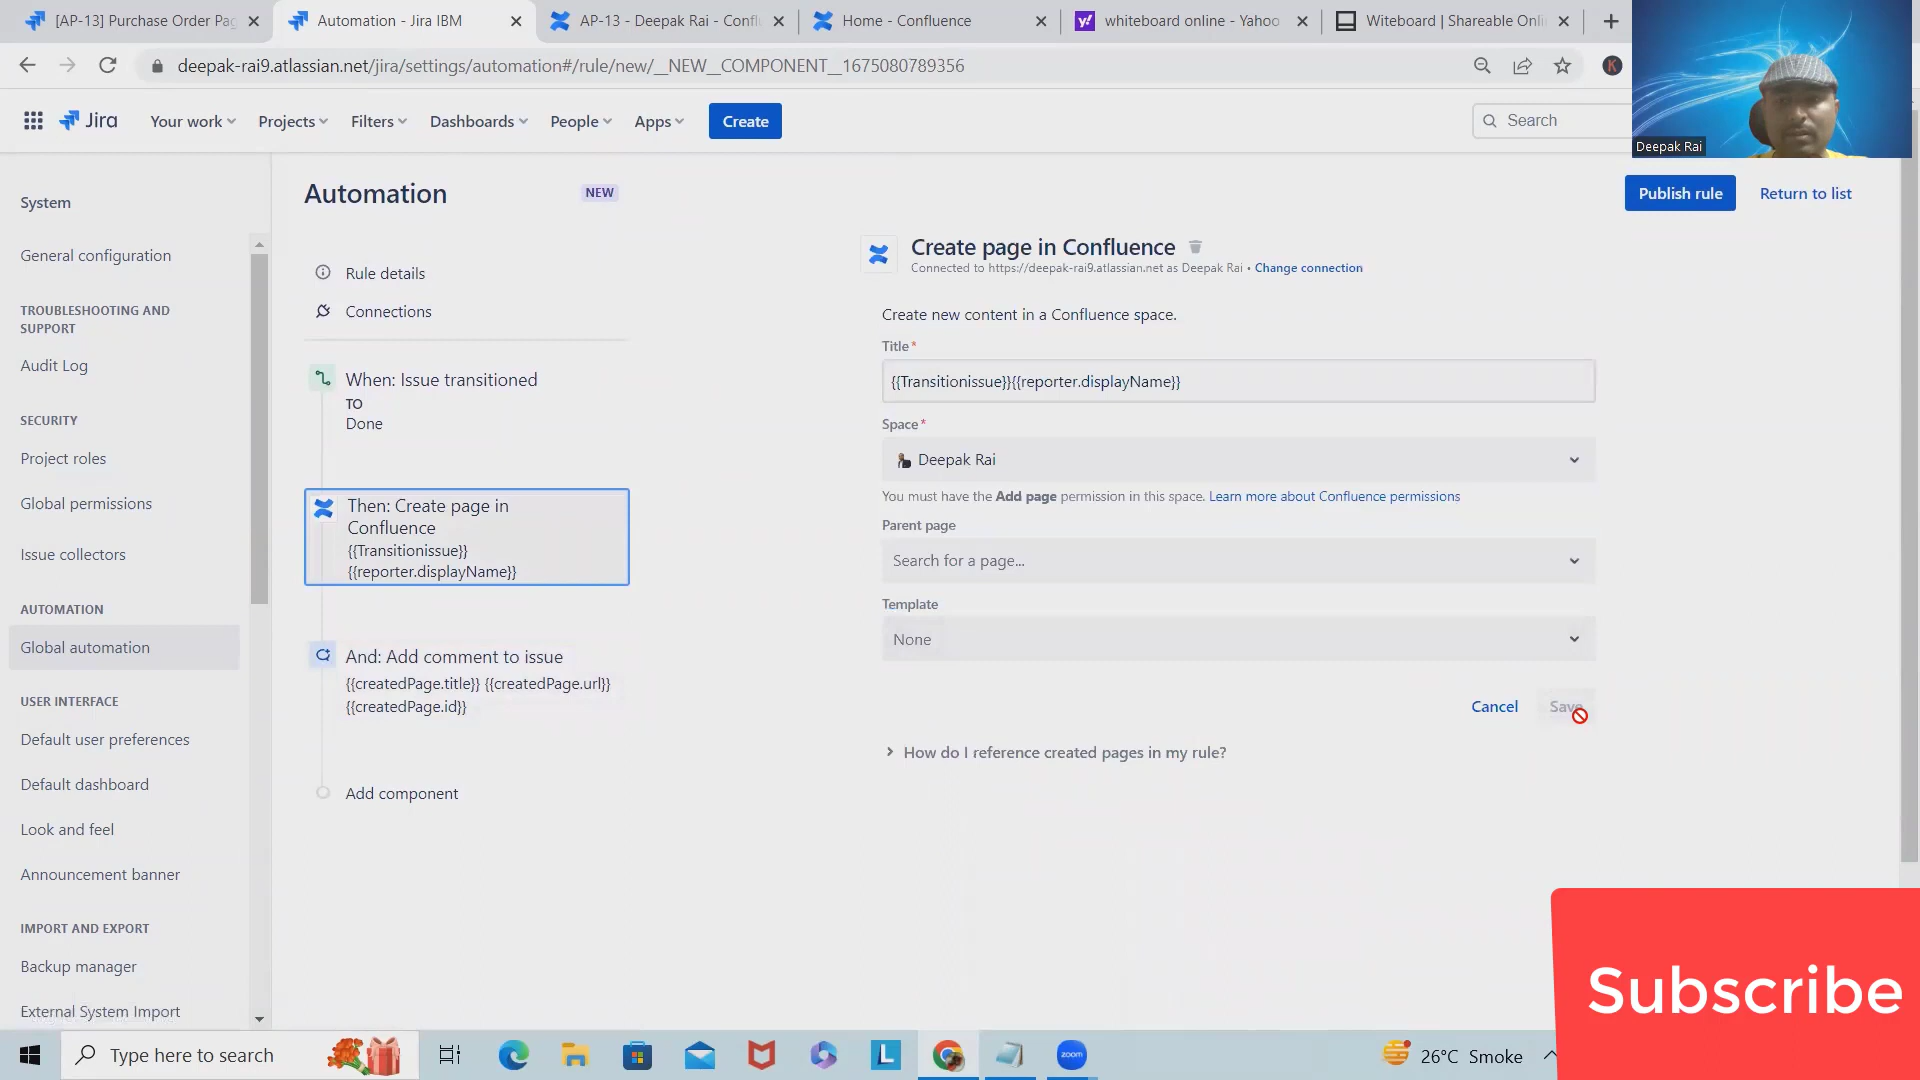 [AP-13] Purchase Order Pag
Automation - Jira IBM
AP-13 - Deepak Rai - Conflu
Home - Confluence
whiteboard online - Yahoo
Witeboard | Shareable Onli
deepak-rai9.atlassian.net/jira/settings/automation#/rule/new/__NEW__COMPONENT__1675080789356
K
Jira
Your work
Projects
Filters
Dashboards
People
Apps
Create
Search
Deepak Rai
System
General configuration
TROUBLESHOOTING AND
SUPPORT
Audit Log
SECURITY
Project roles
Global permissions
Issue collectors
AUTOMATION
Global automation
USER INTERFACE
Default user preferences
Default dashboard
Look and feel
Announcement banner
IMPORT AND EXPORT
Backup manager
External System Import
Automation
NEW
Publish rule
Return to list
Rule details
Connections
When: Issue transitioned
TO
Done
Then: Create page in
Confluence
{{Transitionissue}}
{{reporter.displayName}}
And: Add comment to issue
{{createdPage.title}} {{createdPage.url}}
{{createdPage.id}}
Add component
Create page in Confluence
Connected to https://deepak-rai9.atlassian.net as Deepak Rai • Change connection
Create new content in a Confluence space.
Title*
{{Transitionissue}}{{reporter.displayName}}
Space*
Deepak Rai
You must have the Add page permission in this space. Learn more about Confluence permissions
Parent page
Search for a page...
Template
None
Cancel
Save
How do I reference created pages in my rule?
Subscribe
Type here to search
L
zoom
26°C Smoke